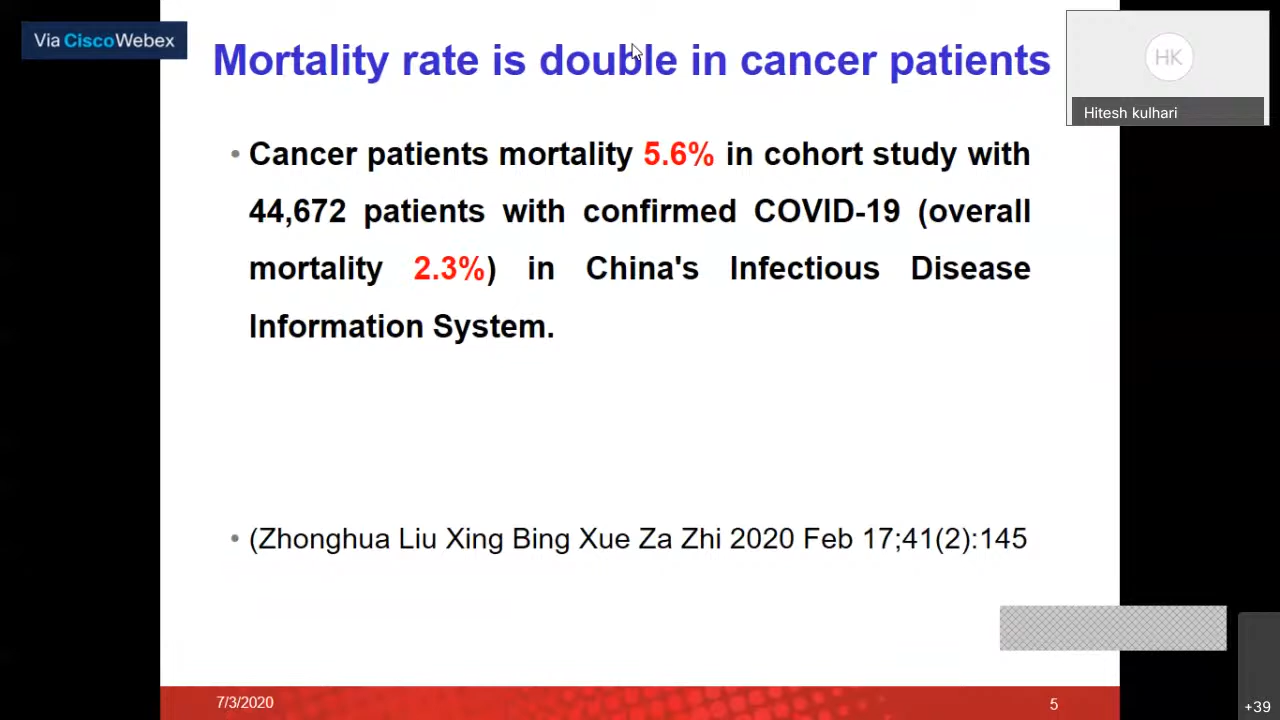 Via CiscoWebex
Mortality rate is double in cancer patients
HK
Hitesh kulhari
• Cancer patients mortality 5.6% in cohort study with
44,672 patients with confirmed COVID-19 (overall
mortality 2.3%) in China's Infectious Disease
Information System.
• (Zhonghua Liu Xing Bing Xue Za Zhi 2020 Feb 17;41(2):145
7/3/2020
5
+39